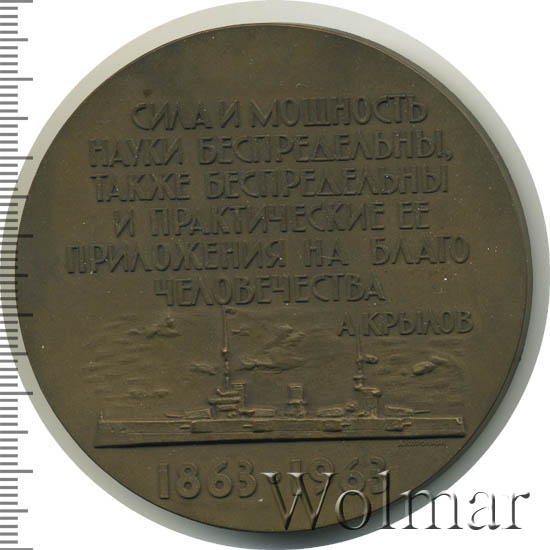 СИЛА И МОЩНОСТЬ
НАУКИ БЕСПРЕДЕЛЬНЫ,
ТАКЖЕ БЕСПРЕДЕЛЬНЫ
И ПРАКТИЧЕСКИЕ ЕЕ
ПРИЛОЖЕНИЯ НА БЛАГО
ЧЕЛОВЕЧЕСТВА
А.КРЫЛОВ
1863·1963
Wolmar